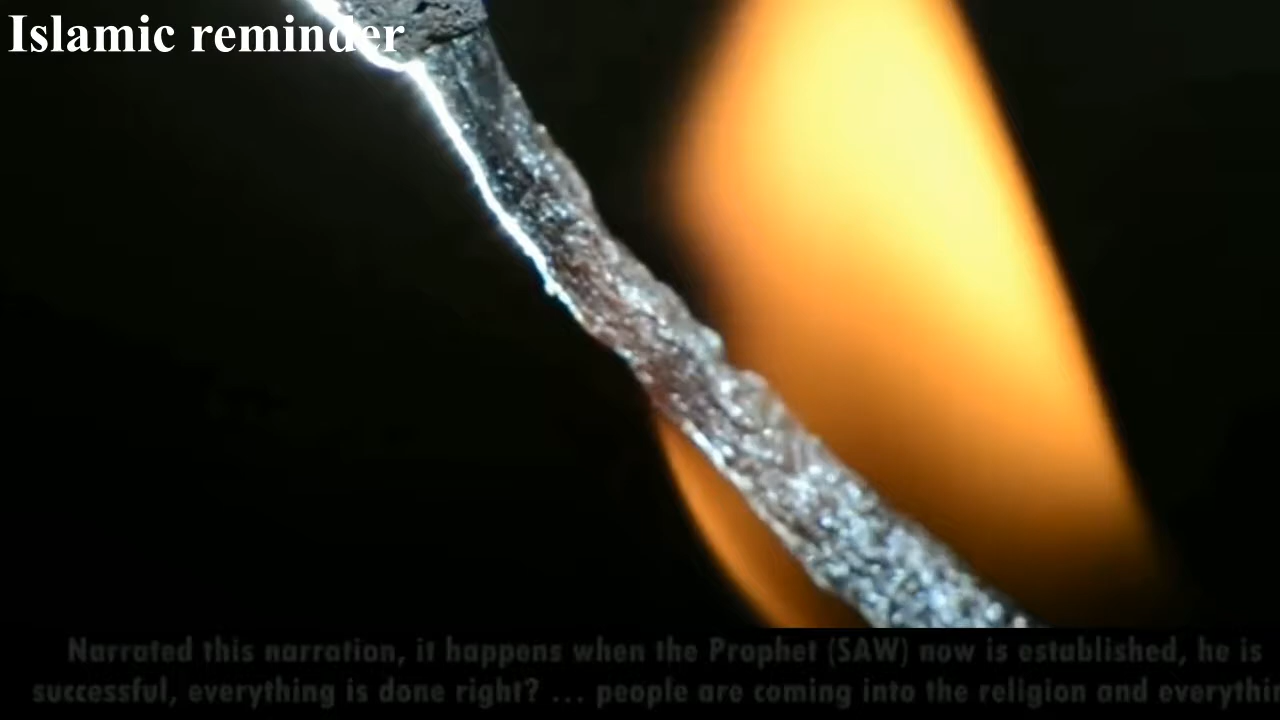 Islamic reminder
Narrated this narration, it happens when the Prophet (SAW) now is established, he is
successful, everything is done right? ... people are coming into the religion and everythi